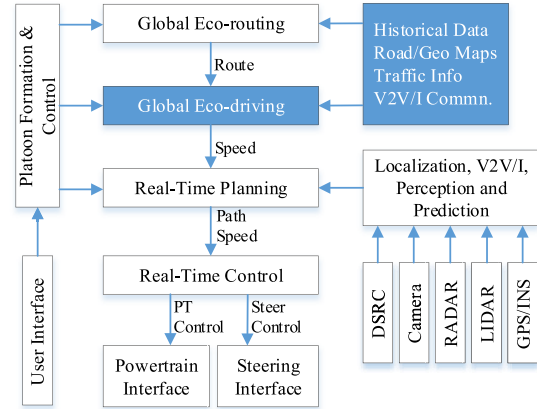 Platoon Formation &
Control
Global Eco-routing
Historical Data
Road/Geo Maps
Traffic Info
V2V/I Commn.
Route
Global Eco-driving
Speed
Real-Time Planning
Localization, V2V/I,
Perception and
Prediction
Path
Speed
User Interface
Real-Time Control
DSRC
Camera
RADAR
LIDAR
GPS/INS
PT
Control
Steer
Control
Powertrain
Interface
Steering
Interface